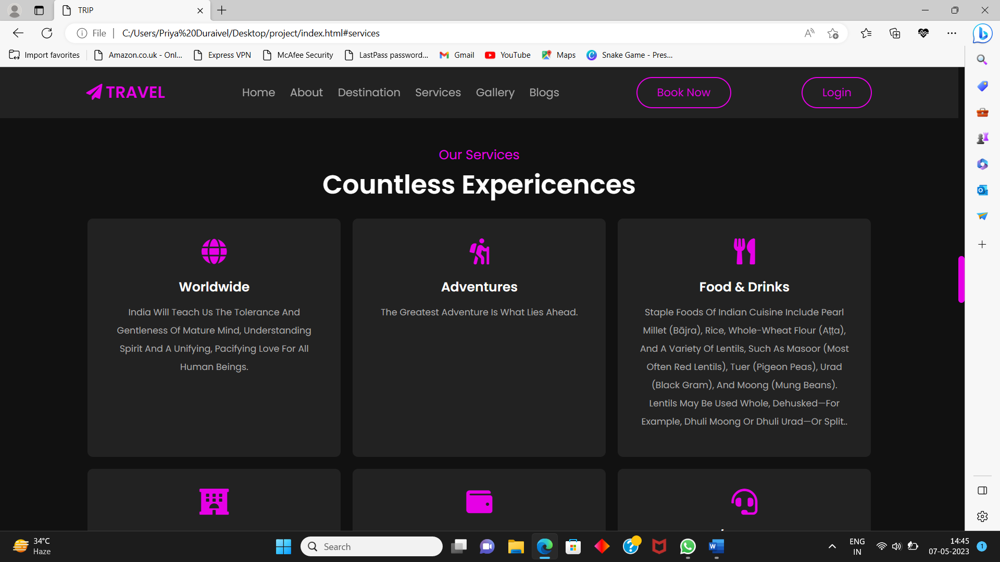 TRIP
File
C:/Users/Priya%20Duraivel/Desktop/project/index.html#services
Import favorites
Amazon.co.uk - Onl...
Express VPN
McAfee Security
LastPass password...
Gmail
YouTube
Maps
Snake Game - Pres...
TRAVEL
Home
About
Destination
Services
Gallery
Blogs
Book Now
Login
Our Services
Countless Expericences
Worldwide
India Will Teach Us The Tolerance And
Gentleness Of Mature Mind, Understanding
Spirit And A Unifying, Pacifying Love For All
Human Beings.
Adventures
The Greatest Adventure Is What Lies Ahead.
Food & Drinks
Staple Foods Of Indian Cuisine Include Pearl
Millet (Bājra), Rice, Whole-Wheat Flour (Aṭṭa),
And A Variety Of Lentils, Such As Masoor (Most
Often Red Lentils), Tuer (Pigeon Peas), Urad
(Black Gram), And Moong (Mung Beans).
Lentils May Be Used Whole, Dehusked—For
Example, Dhuli Moong Or Dhuli Urad—Or Split..
34°C
Haze
Search
ENG
IN
14:45
07-05-2023
1